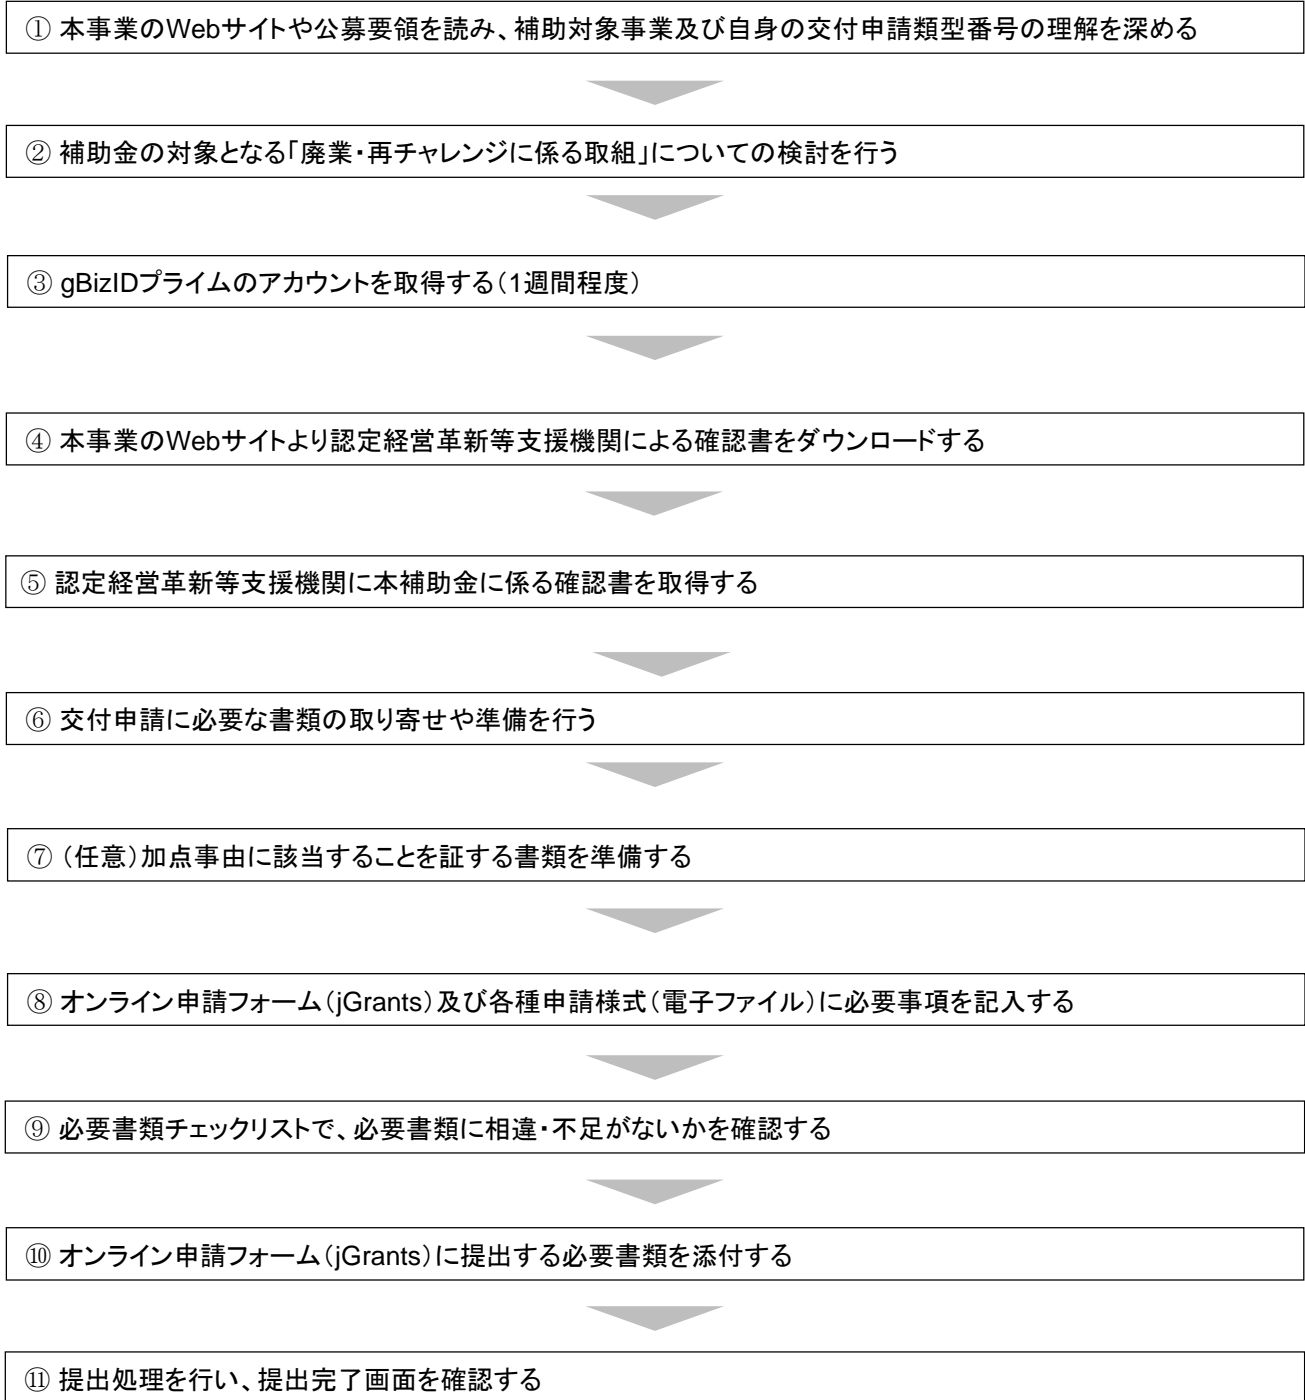 ① 本事業のWebサイトや公募要領を読み、補助対象事業及び自身の交付申請類型番号の理解を深める
② 補助金の対象となる「廃業・再チャレンジに係る取組」についての検討を行う
③ gBizIDプライムのアカウントを取得する(1週間程度)
④ 本事業のWebサイトより認定経営革新等支援機関による確認書をダウンロードする
⑤ 認定経営革新等支援機関に本補助金に係る確認書を取得する
⑥ 交付申請に必要な書類の取り寄せや準備を行う
⑦ (任意)加点事由に該当することを証する書類を準備する
⑧ オンライン申請フォーム(jGrants)及び各種申請様式(電子ファイル)に必要事項を記入する
⑨ 必要書類チェックリストで、必要書類に相違・不足がないかを確認する
⑩ オンライン申請フォーム(jGrants)に提出する必要書類を添付する
⑪ 提出処理を行い、提出完了画面を確認する